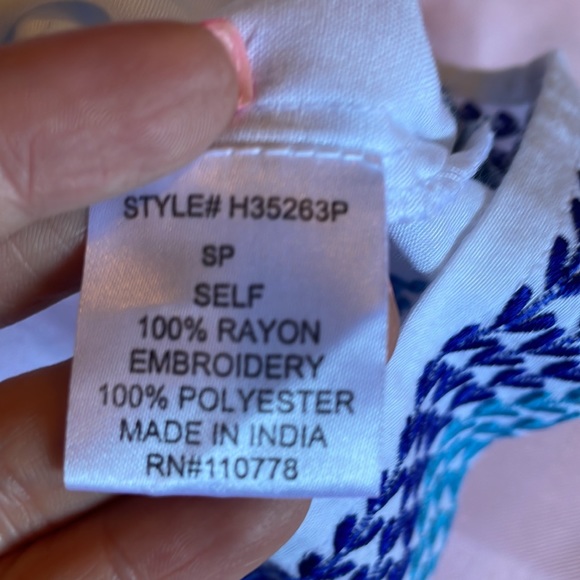 STYLE# H35263P
SP
SELF
100% RAYON
EMBROIDERY
100% POLYESTER
MADE IN INDIA
RN#110778